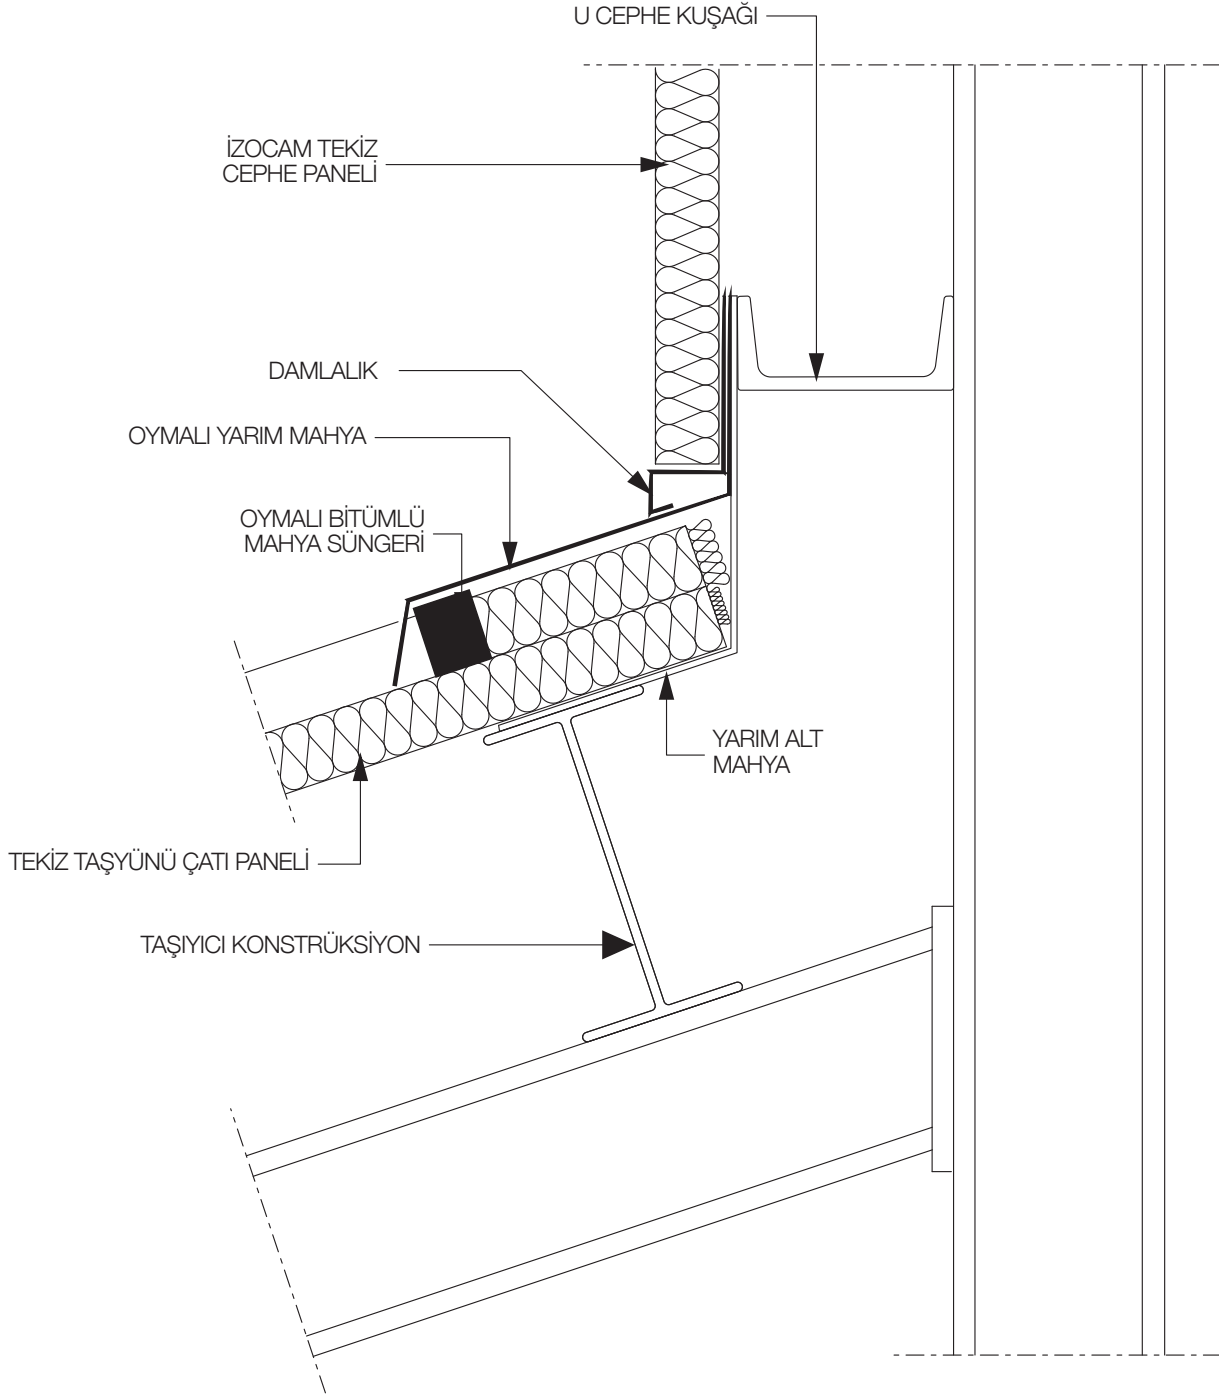 U CEPHE KUŞAĞI
İZOCAM TEKİZ
CEPHE PANELİ
DAMLALIK
OYMALI YARIM MAHYA
OYMALI BİTÜMLÜ
MAHYA SÜNGERİ
YARIM ALT
MAHYA
TEKİZ TAŞYÜNÜ ÇATI PANELİ
TAŞIYICI KONSTRÜKSİYON